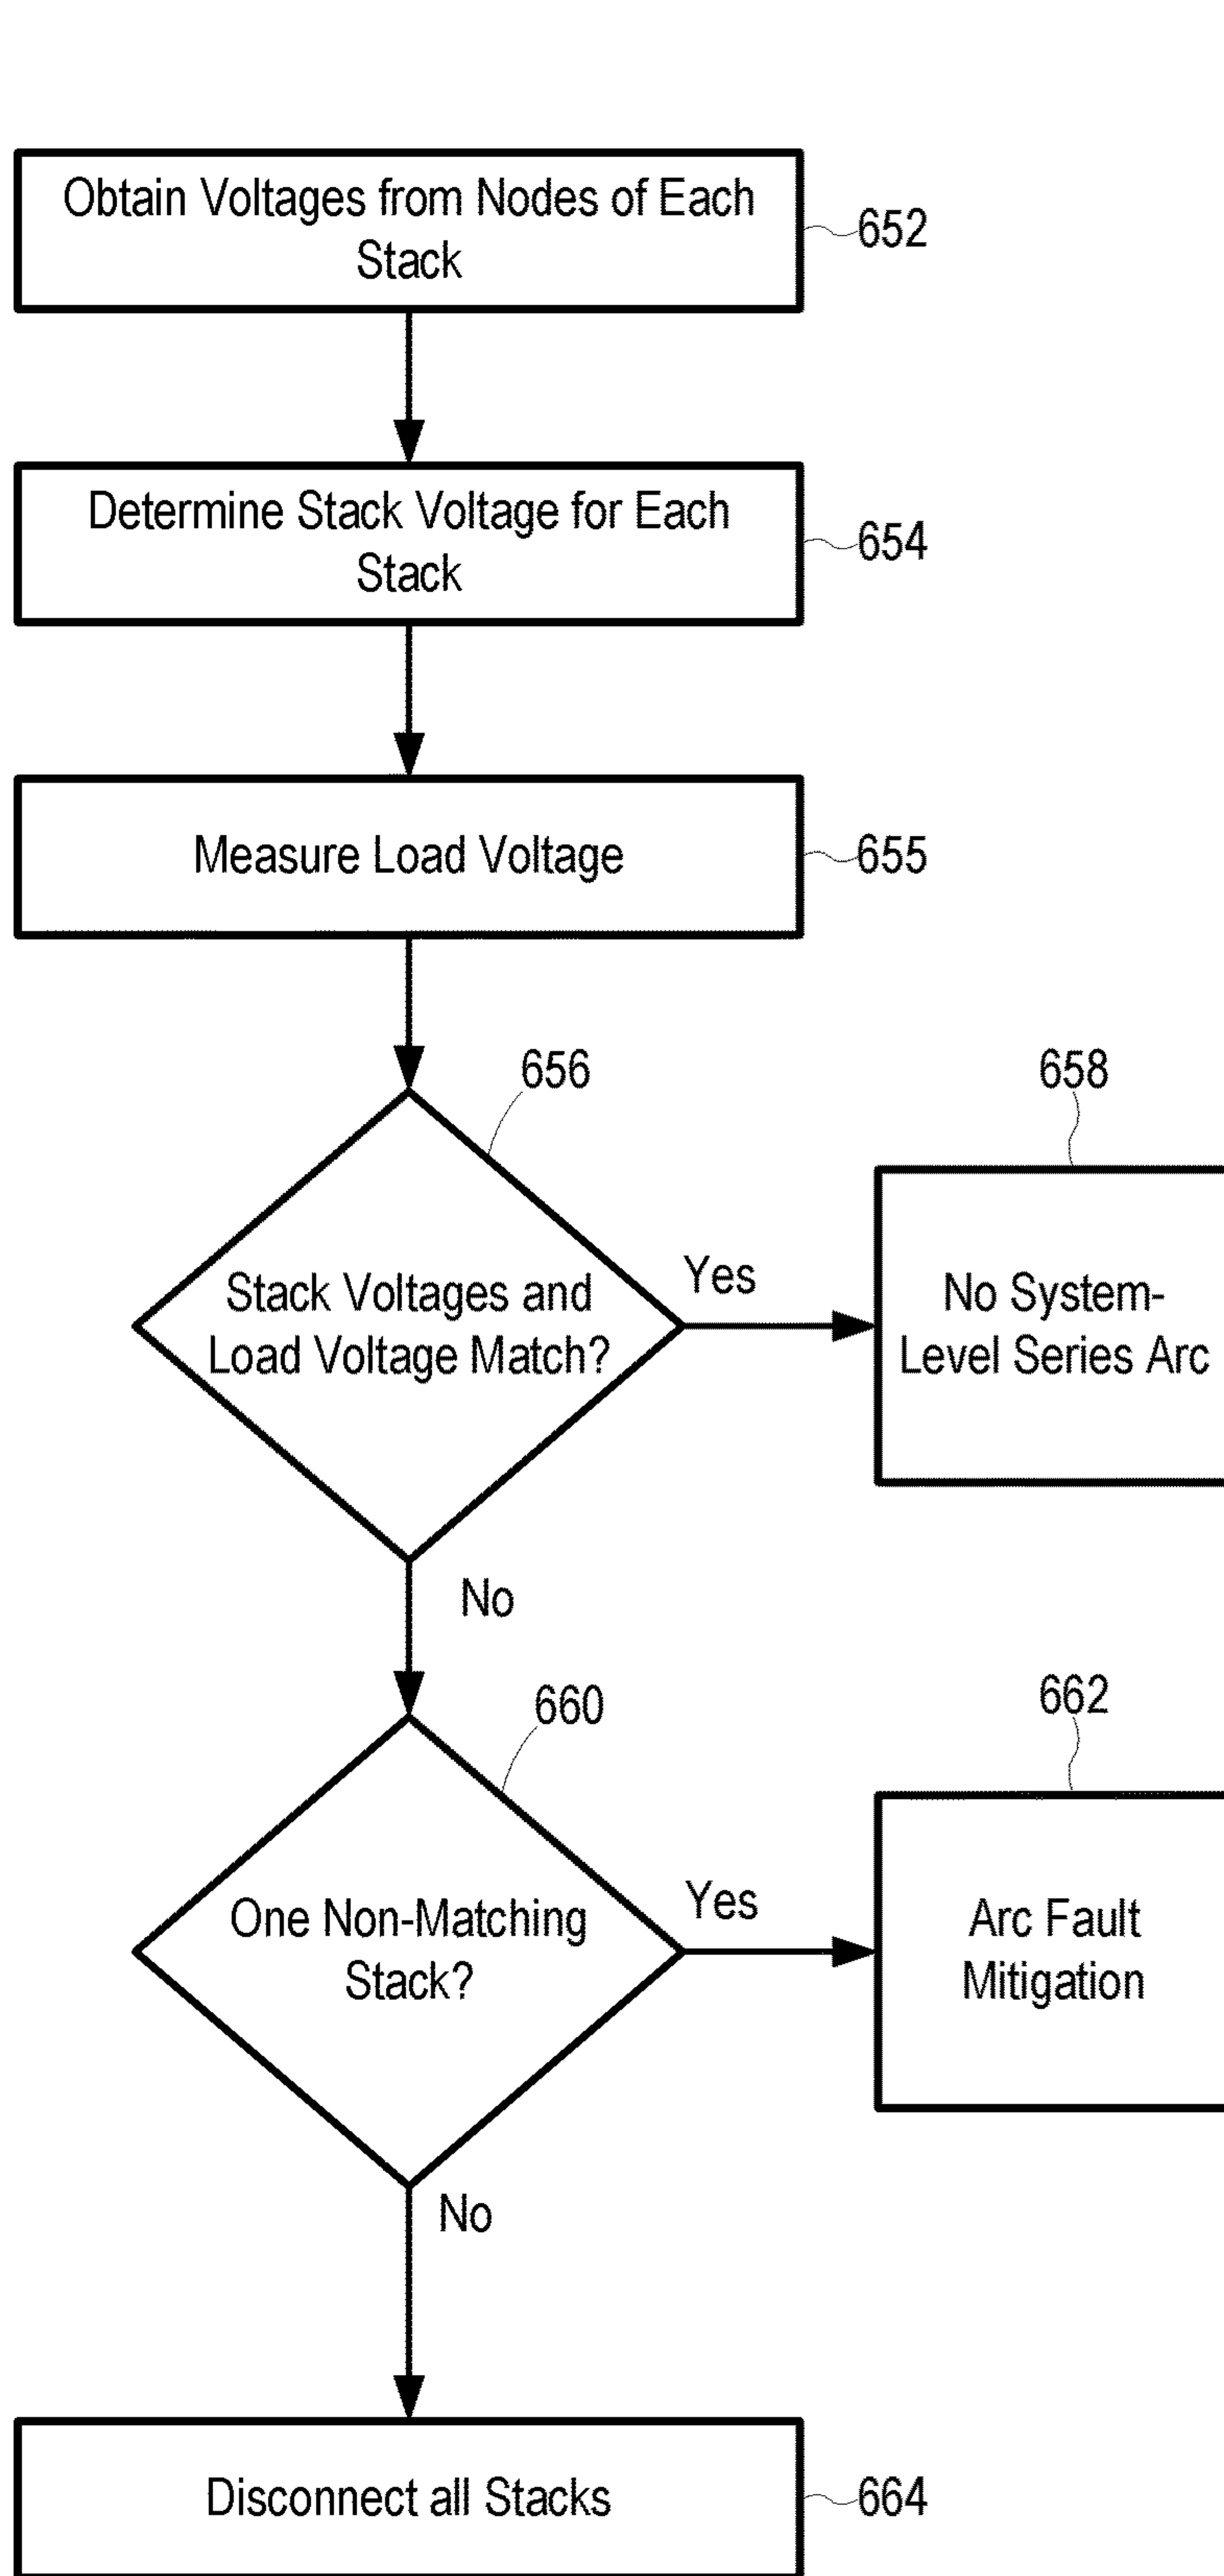 Obtain Voltages from Nodes of Each
Stack
652
Determine Stack Voltage for Each
Stack
654
Measure Load Voltage
655
656
658
Stack Voltages and
Load Voltage Match?
Yes
No System-
Level Series Arc
No
660
662
One Non-Matching
Stack?
Yes
Arc Fault
Mitigation
No
Disconnect all Stacks
664